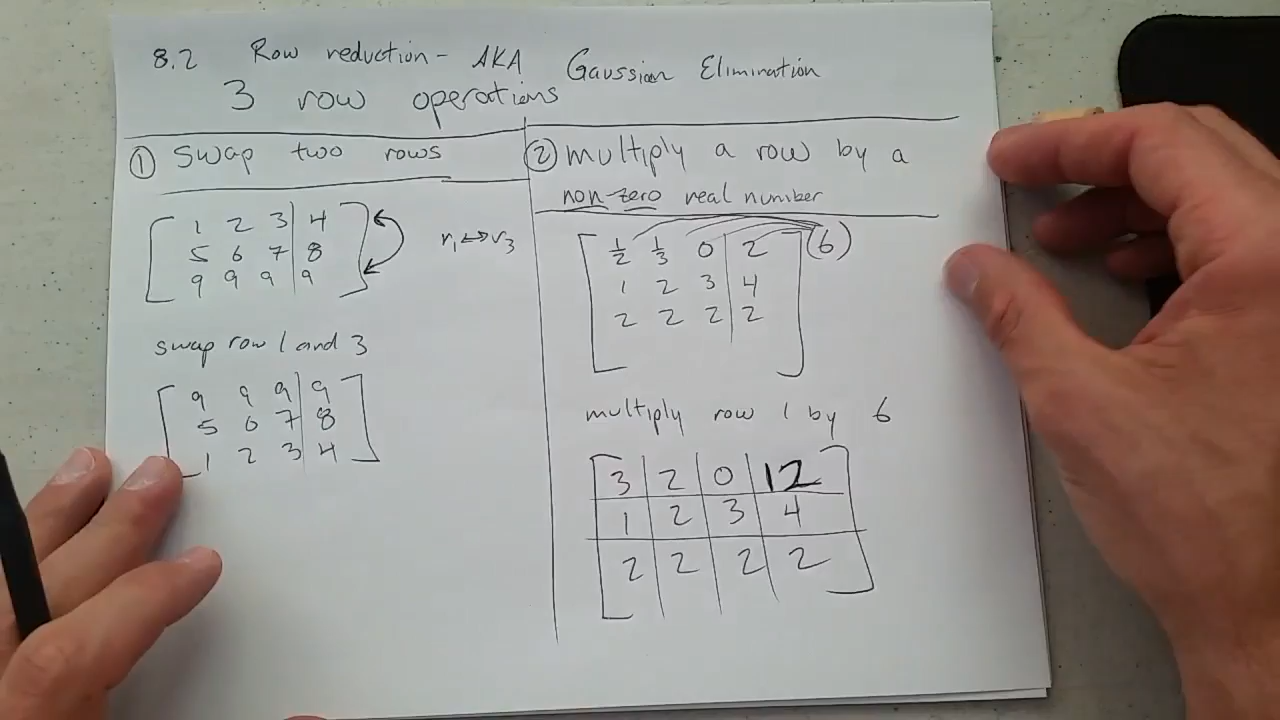 8.2 Row reduction - AKA Gaussian Elimination
3 row operations
① Swap two rows
1 2 3 | 4
5 6 7 | 8
9 9 9 | 9
r₁↔r₃
swap row 1 and 3
9 9 9 | 9
5 6 7 | 8
1 2 3 | 4
② multiply a row by a
non-zero real number
1/2 1/3 0 | 2 (6)
1 2 3 | 4
2 2 2 | 2
multiply row 1 by 6
3 2 0 12
1 2 3 4
2 2 2 2